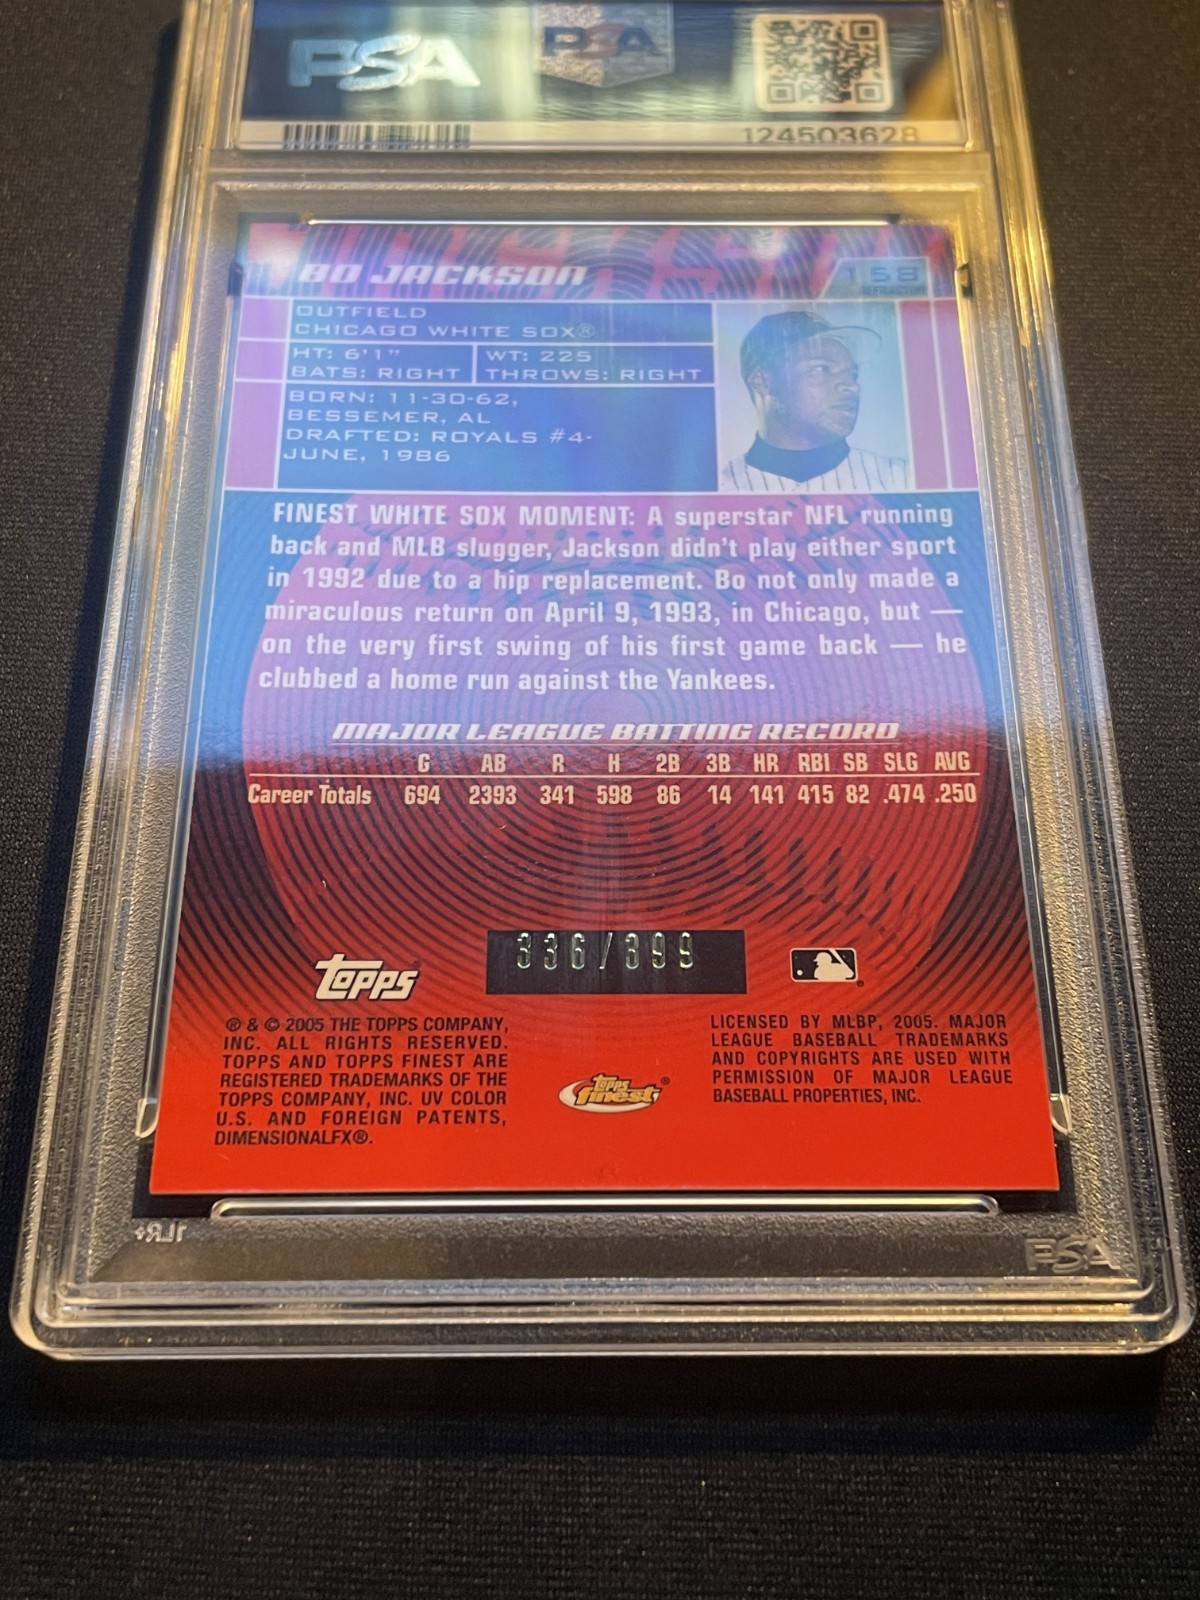 PSA
PSA
124503628
BO JACKSON
158
REFRACTOR
OUTFIELD
CHICAGO WHITE SOX®
HT: 6'1" WT: 225
BATS: RIGHT THROWS: RIGHT
BORN: 11-30-62,
BESSEMER, AL
DRAFTED: ROYALS #4-
JUNE, 1986
FINEST WHITE SOX MOMENT: A superstar NFL running
back and MLB slugger, Jackson didn't play either sport
in 1992 due to a hip replacement. Bo not only made a
miraculous return on April 9, 1993, in Chicago, but —
on the very first swing of his first game back — he
clubbed a home run against the Yankees.
MAJOR LEAGUE BATTING RECORD
G AB R H 2B 3B HR RBI SB SLG AVG
Career Totals 694 2393 341 598 86 14 141 415 82 .474 .250
336/399
topps
® & © 2005 THE TOPPS COMPANY,
INC. ALL RIGHTS RESERVED.
TOPPS AND TOPPS FINEST ARE
REGISTERED TRADEMARKS OF THE
TOPPS COMPANY, INC. UV COLOR
U.S. AND FOREIGN PATENTS,
DIMENSIONALFX®.
topps
finest®
LICENSED BY MLBP, 2005. MAJOR
LEAGUE BASEBALL TRADEMARKS
AND COPYRIGHTS ARE USED WITH
PERMISSION OF MAJOR LEAGUE
BASEBALL PROPERTIES, INC.
1LR+
PSA